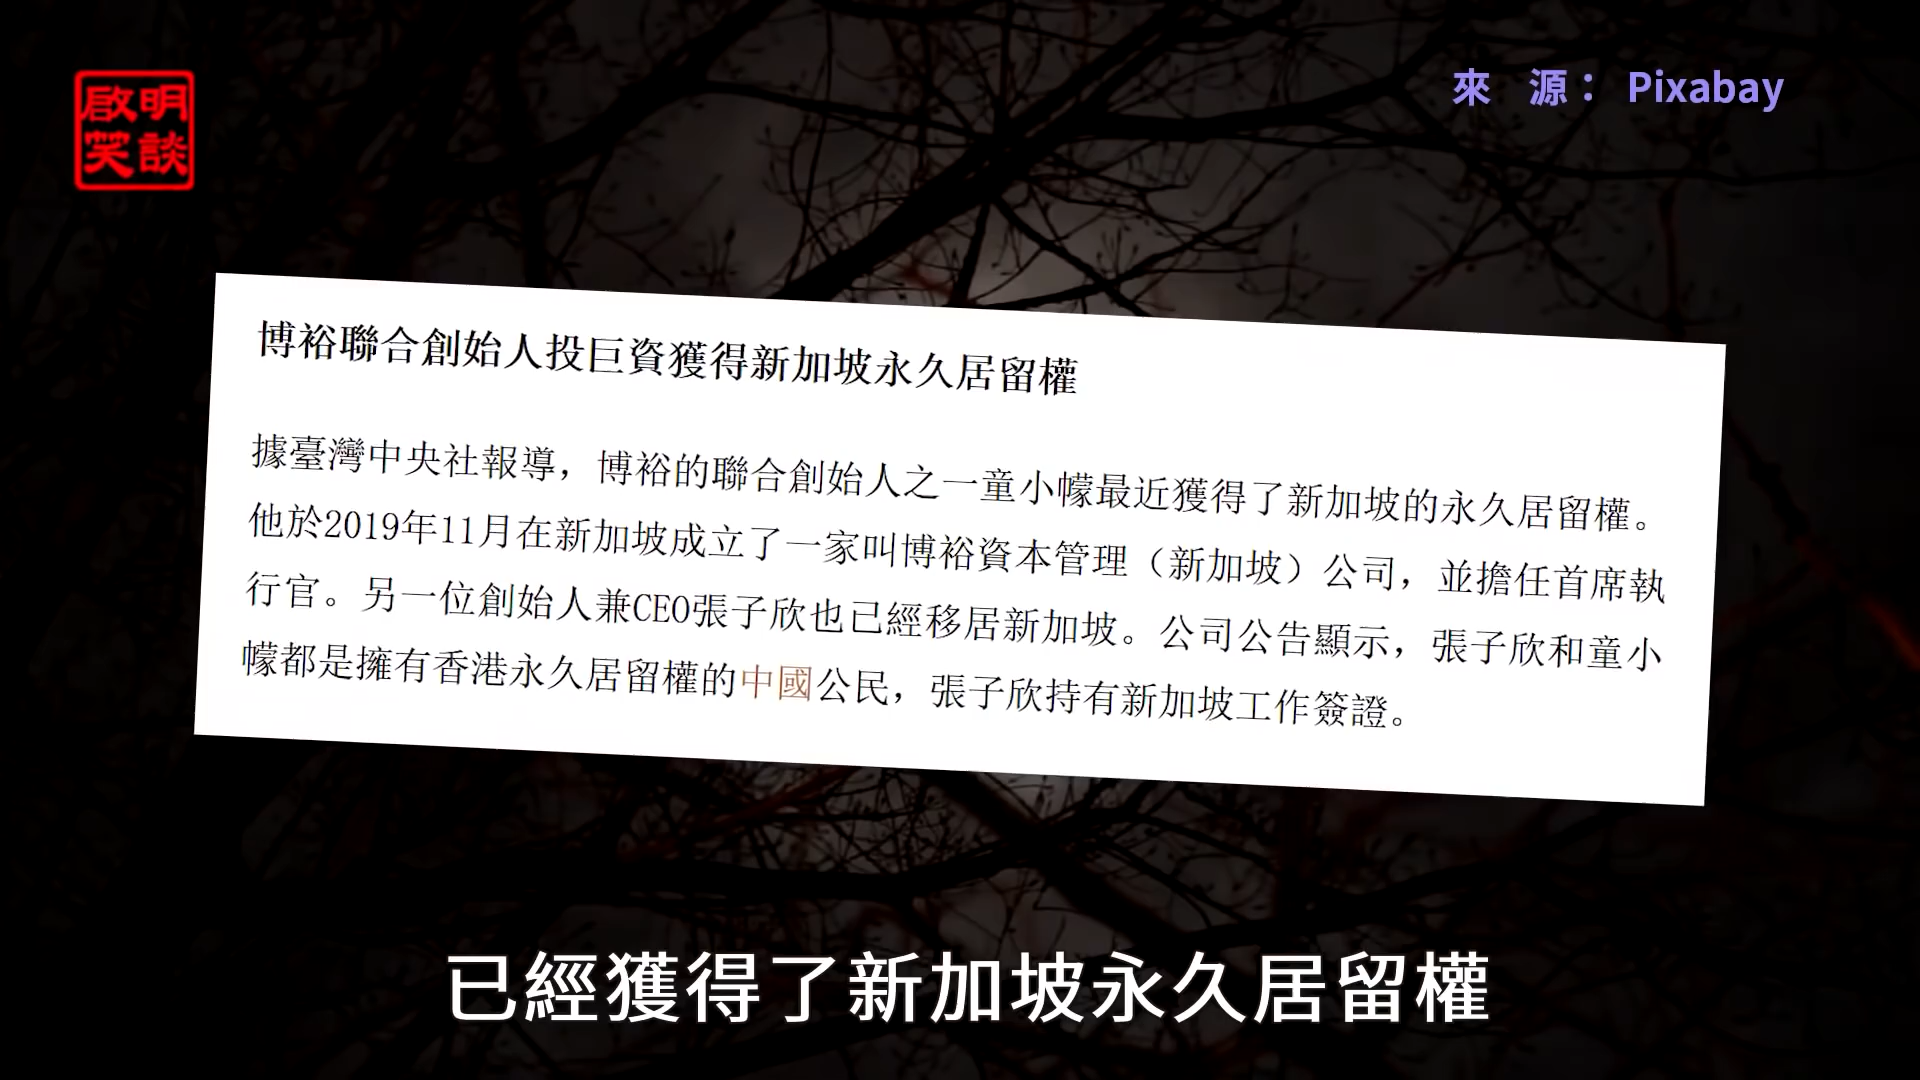 啟明
笑談
來 源： Pixabay
博裕聯合創始人投巨資獲得新加坡永久居留權
據臺灣中央社報導，博裕的聯合創始人之一童小幪最近獲得了新加坡的永久居留權。
他於2019年11月在新加坡成立了一家叫博裕資本管理（新加坡）公司，並擔任首席執
行官。另一位創始人兼CEO張子欣也已經移居新加坡。公司公告顯示，張子欣和童小
幪都是擁有香港永久居留權的中國公民，張子欣持有新加坡工作簽證。
已經獲得了新加坡永久居留權